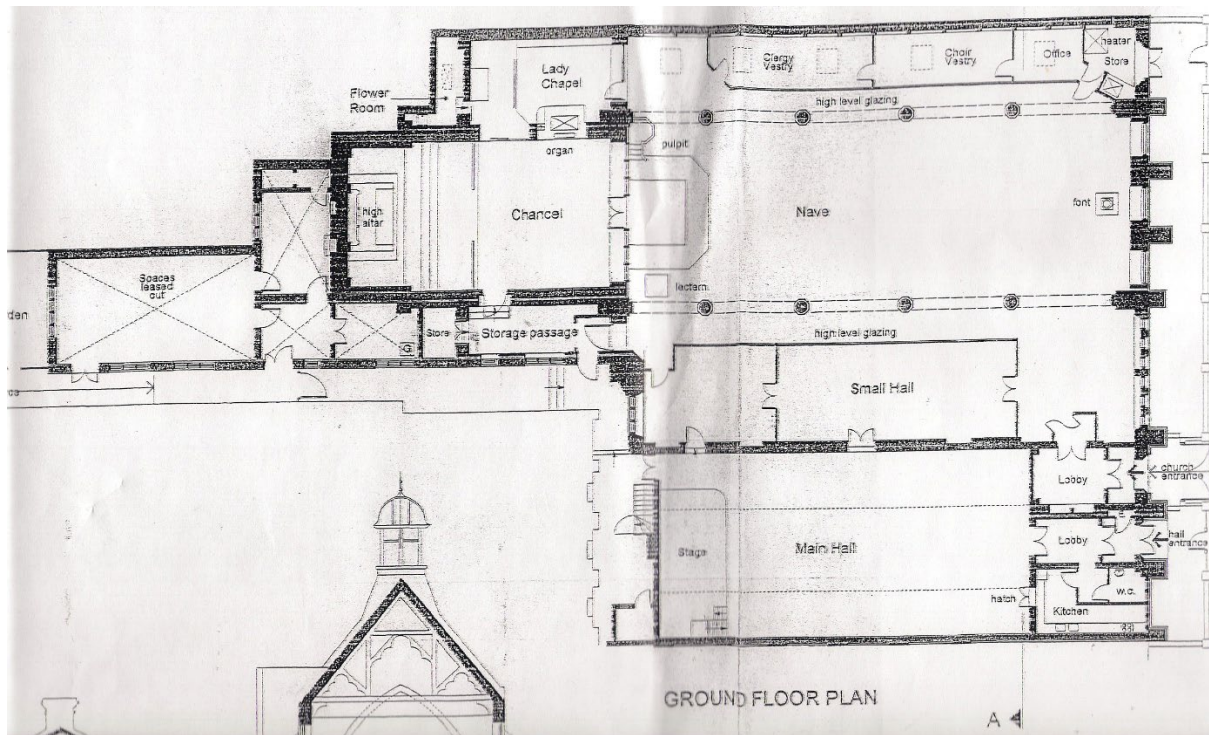 Flower
Room
Lady
Chapel
Clergy
Vestry
Choir
Vestry
Office
heater
Store
high level glazing
organ
pulpit
high
altar
Chancel
Nave
font
Spaces
leased
out
lectern
den
Store
Storage passage
high level glazing
Small Hall
Lobby
church
entrance
Stage
Main Hall
Lobby
hall
entrance
hatch
w.c.
Kitchen
GROUND FLOOR PLAN
A